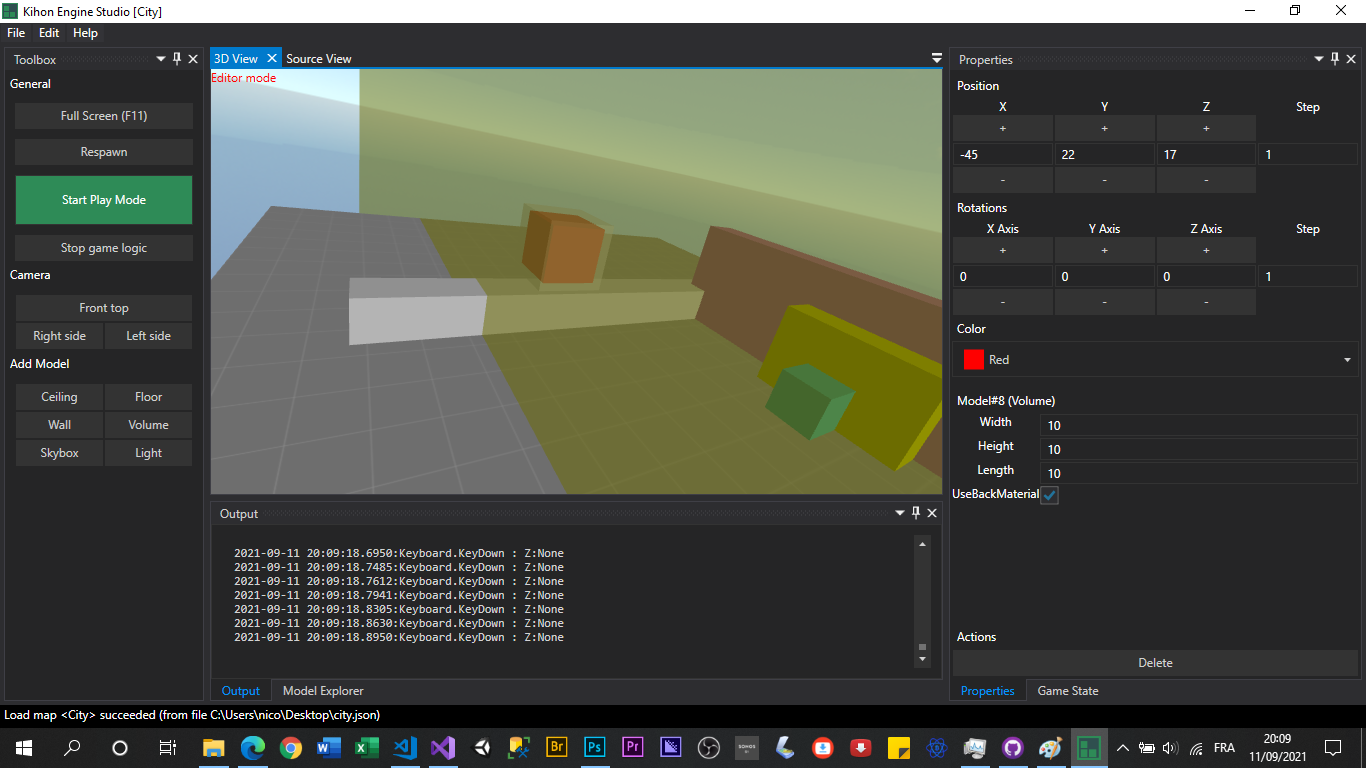 Kihon Engine Studio [City]
File Edit Help
Toolbox
General
Full Screen (F11)
Respawn
Start Play Mode
Stop game logic
Camera
Front top
Right side Left side
Add Model
Ceiling Floor
Wall Volume
Skybox Light
3D View Source View
Editor mode
Output
2021-09-11 20:09:18.6950:Keyboard.KeyDown : Z:None
2021-09-11 20:09:18.7485:Keyboard.KeyDown : Z:None
2021-09-11 20:09:18.7612:Keyboard.KeyDown : Z:None
2021-09-11 20:09:18.7941:Keyboard.KeyDown : Z:None
2021-09-11 20:09:18.8305:Keyboard.KeyDown : Z:None
2021-09-11 20:09:18.8630:Keyboard.KeyDown : Z:None
2021-09-11 20:09:18.8950:Keyboard.KeyDown : Z:None
Output Model Explorer
Properties
Position
X Y Z Step
+ + +
-45 22 17 1
- - -
Rotations
X Axis Y Axis Z Axis Step
+ + +
0 0 0 1
- - -
Color
Red
Model#8 (Volume)
Width 10
Height 10
Length 10
UseBackMaterial
Actions
Delete
Properties Game State
Load map <City> succeeded (from file C:\Users\nico\Desktop\city.json)
Br Ps Pr
SONOS
FRA
20:09
11/09/2021